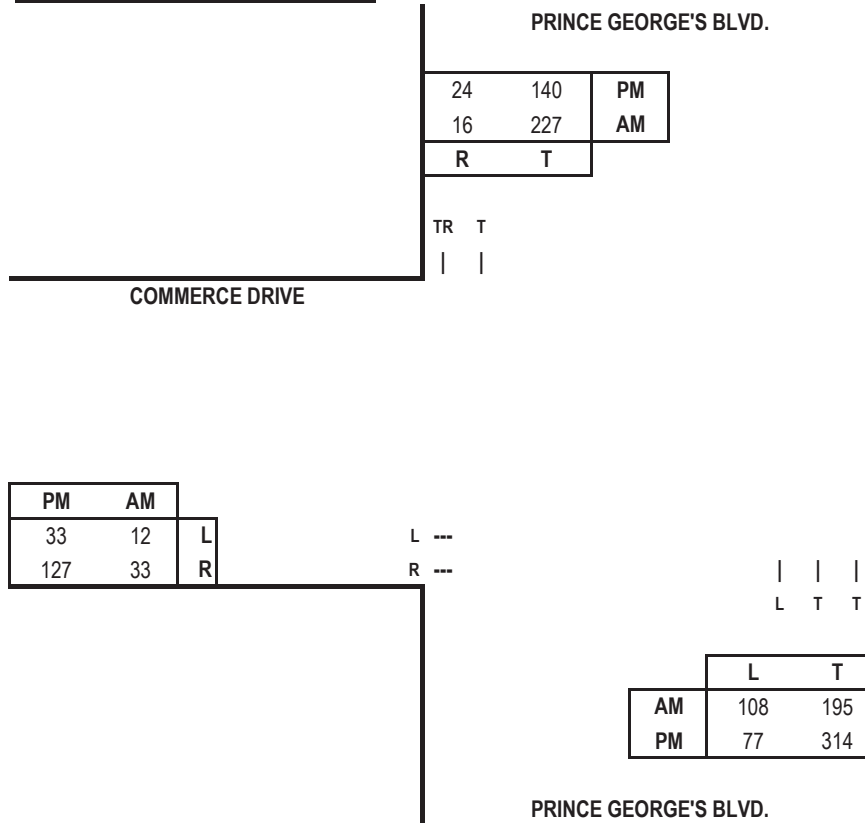 PRINCE GEORGE'S BLVD.
24 140 PM
16 227 AM
R T
TR T
| |
COMMERCE DRIVE
PM AM
33 12 L
127 33 R
L ---
R ---
| | |
L T T
L T
AM 108 195
PM 77 314
PRINCE GEORGE'S BLVD.